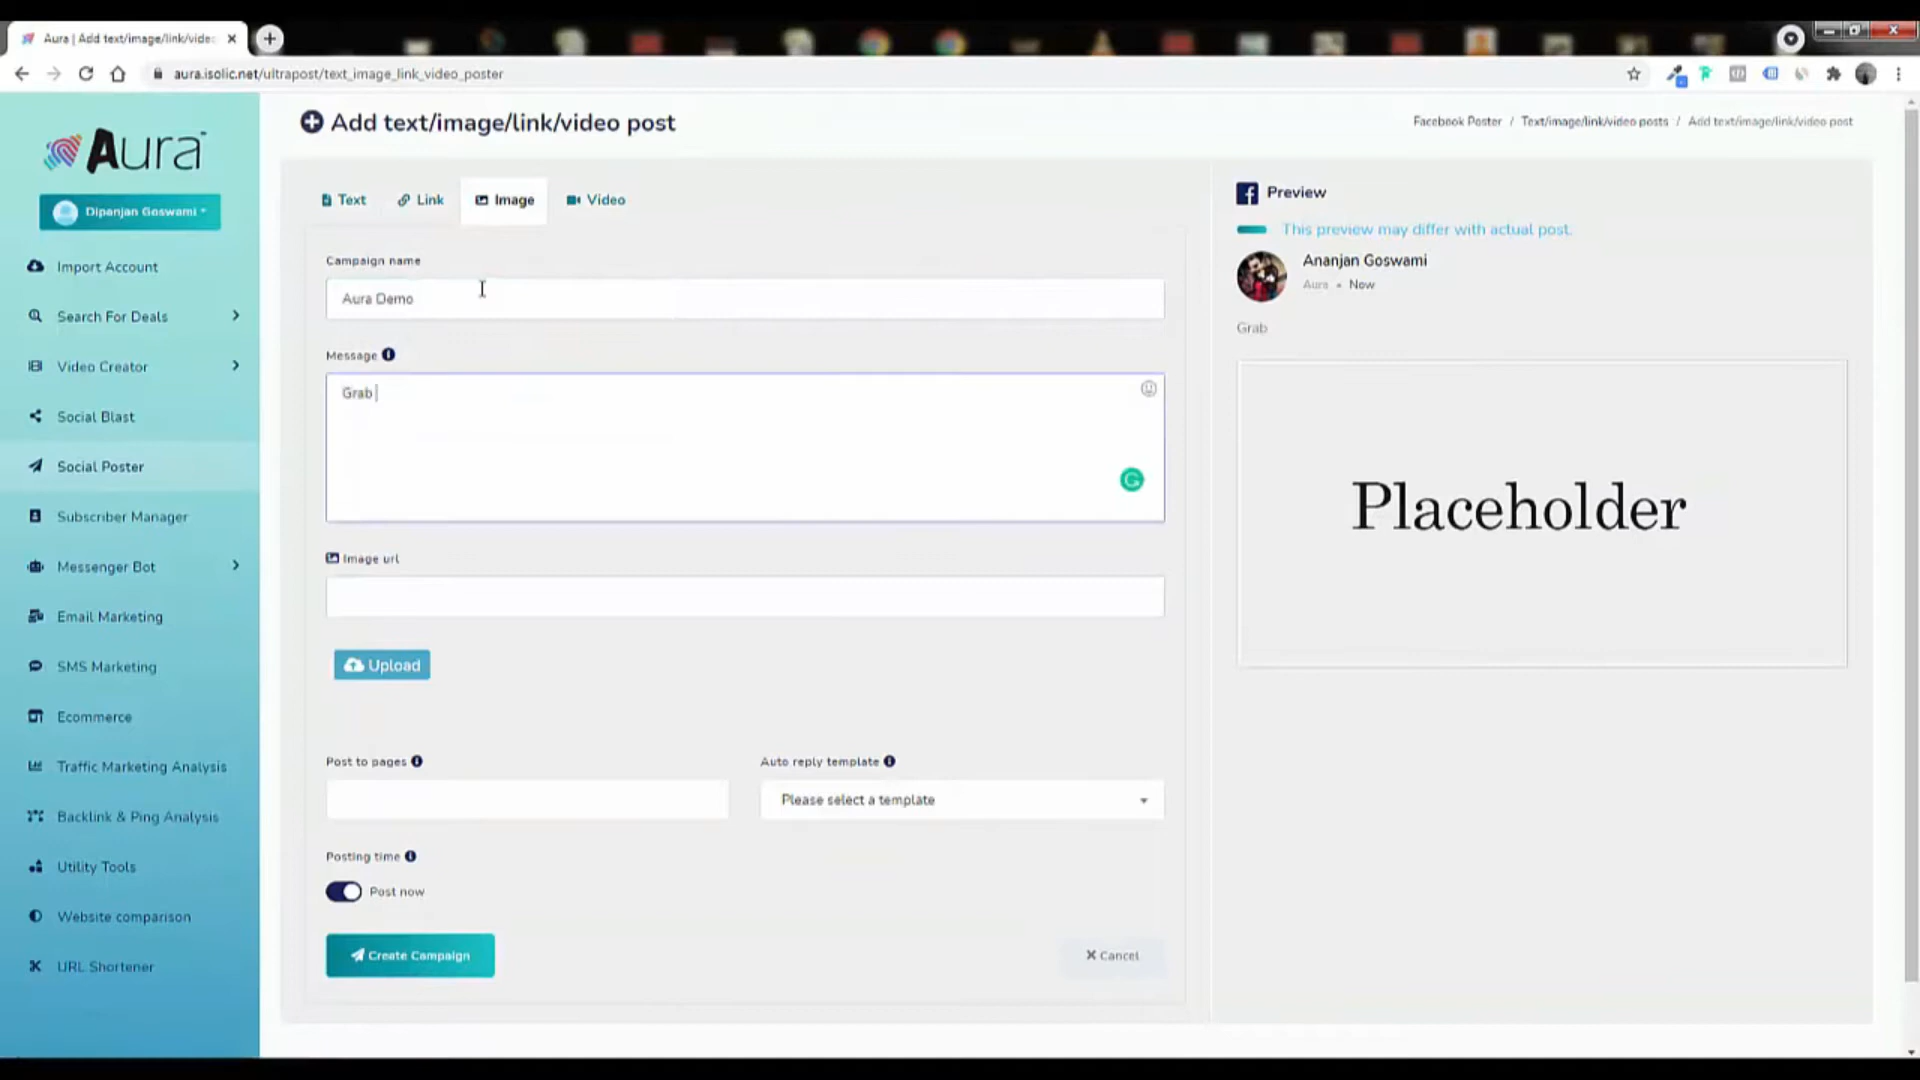 Aura | Add text/image/link/vide
aura.isolic.net/ultrapost/text_image_link_video_poster
Aura
Dipanjan Goswami
Import Account
Search For Deals
Video Creator
Social Blast
Social Poster
Subscriber Manager
Messenger Bot
Email Marketing
SMS Marketing
Ecommerce
Traffic Marketing Analysis
Backlink & Ping Analysis
Utility Tools
Website comparison
URL Shortener
Add text/image/link/video post
Facebook Poster / Text/image/link/video posts / Add text/image/link/video post
Text Link Image Video
Campaign name
Aura Demo
Message
Grab
Image url
Upload
Post to pages
Auto reply template
Please select a template
Posting time
Post now
Create Campaign
Cancel
Preview
This preview may differ with actual post.
Ananjan Goswami
Aura • Now
Grab
Placeholder